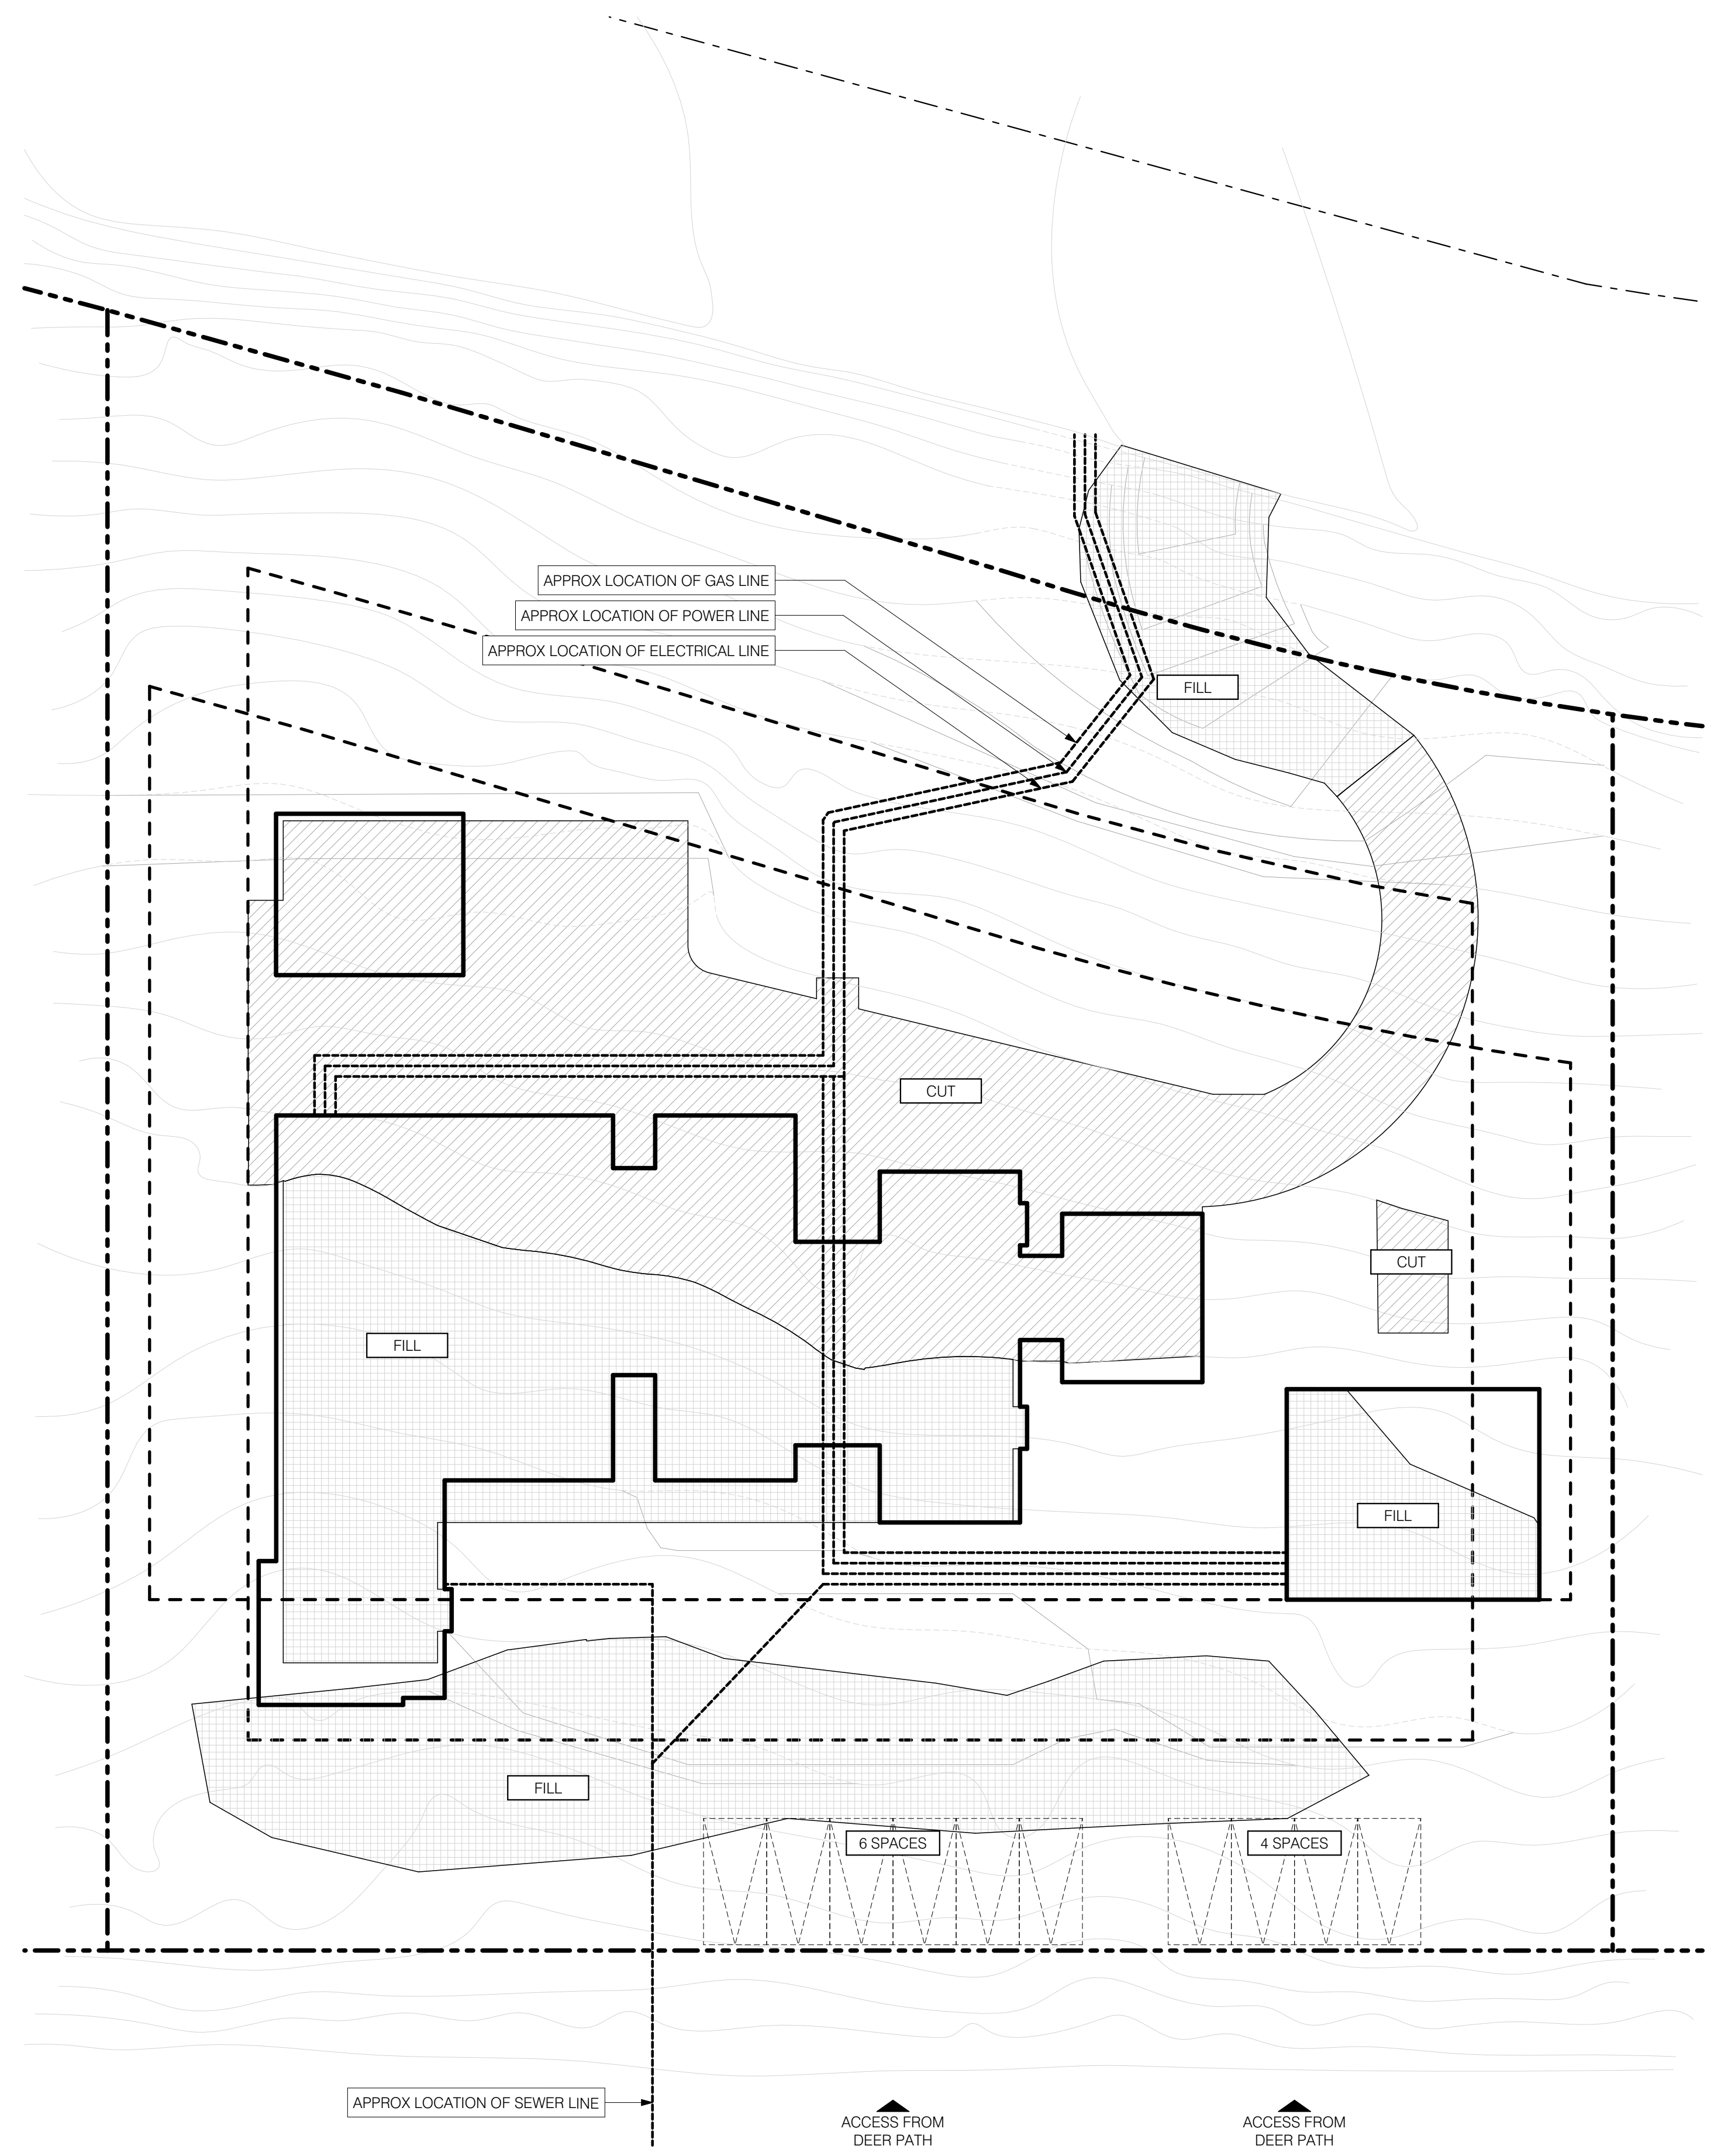 APPROX LOCATION OF GAS LINE
APPROX LOCATION OF POWER LINE
APPROX LOCATION OF ELECTRICAL LINE
FILL
CUT
CUT
FILL
FILL
FILL
6 SPACES
4 SPACES
APPROX LOCATION OF SEWER LINE
ACCESS FROM
DEER PATH
ACCESS FROM
DEER PATH